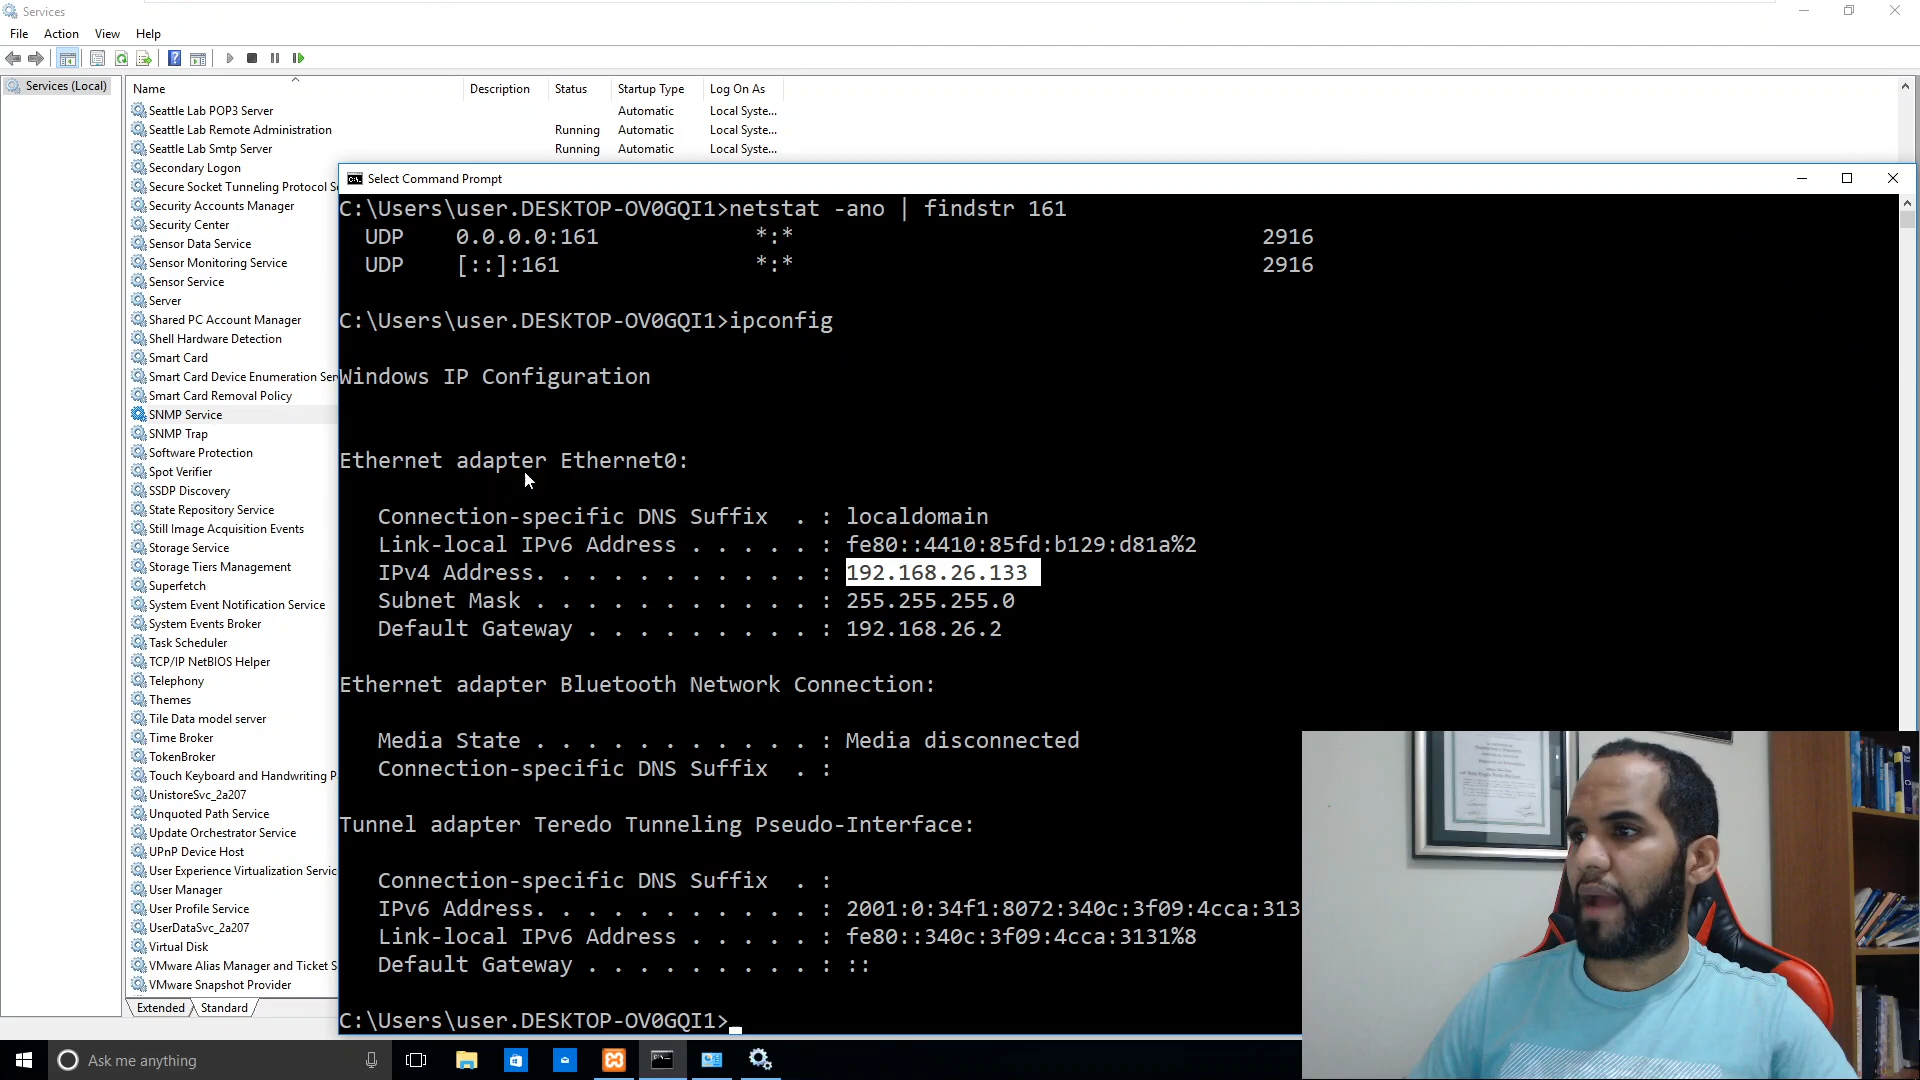 Services
File Action View Help
Services (Local)
Name Description Status Startup Type Log On As
Seattle Lab POP3 Server Automatic Local Syste...
Seattle Lab Remote Administration Running Automatic Local Syste...
Seattle Lab Smtp Server Running Automatic Local Syste...
Secondary Logon
Secure Socket Tunneling Protocol S
Security Accounts Manager
Security Center
Sensor Data Service
Sensor Monitoring Service
Sensor Service
Server
Shared PC Account Manager
Shell Hardware Detection
Smart Card
Smart Card Device Enumeration Ser
Smart Card Removal Policy
SNMP Service
SNMP Trap
Software Protection
Spot Verifier
SSDP Discovery
State Repository Service
Still Image Acquisition Events
Storage Service
Storage Tiers Management
Superfetch
System Event Notification Service
System Events Broker
Task Scheduler
TCP/IP NetBIOS Helper
Telephony
Themes
Tile Data model server
Time Broker
TokenBroker
Touch Keyboard and Handwriting P
UnistoreSvc_2a207
Unquoted Path Service
Update Orchestrator Service
UPnP Device Host
User Experience Virtualization Servic
User Manager
User Profile Service
UserDataSvc_2a207
Virtual Disk
VMware Alias Manager and Ticket S
VMware Snapshot Provider
Extended Standard
Select Command Prompt
C:\Users\user.DESKTOP-OV0GQI1>netstat -ano | findstr 161
UDP 0.0.0.0:161 *:* 2916
UDP [::]:161 *:* 2916
C:\Users\user.DESKTOP-OV0GQI1>ipconfig
Windows IP Configuration
Ethernet adapter Ethernet0:
Connection-specific DNS Suffix . : localdomain
Link-local IPv6 Address . . . . . : fe80::4410:85fd:b129:d81a%2
IPv4 Address. . . . . . . . . . . : 192.168.26.133
Subnet Mask . . . . . . . . . . . : 255.255.255.0
Default Gateway . . . . . . . . . : 192.168.26.2
Ethernet adapter Bluetooth Network Connection:
Media State . . . . . . . . . . . : Media disconnected
Connection-specific DNS Suffix . :
Tunnel adapter Teredo Tunneling Pseudo-Interface:
Connection-specific DNS Suffix . :
IPv6 Address. . . . . . . . . . . : 2001:0:34f1:8072:340c:3f09:4cca:313
Link-local IPv6 Address . . . . . : fe80::340c:3f09:4cca:3131%8
Default Gateway . . . . . . . . . : ::
C:\Users\user.DESKTOP-OV0GQI1>
Ask me anything